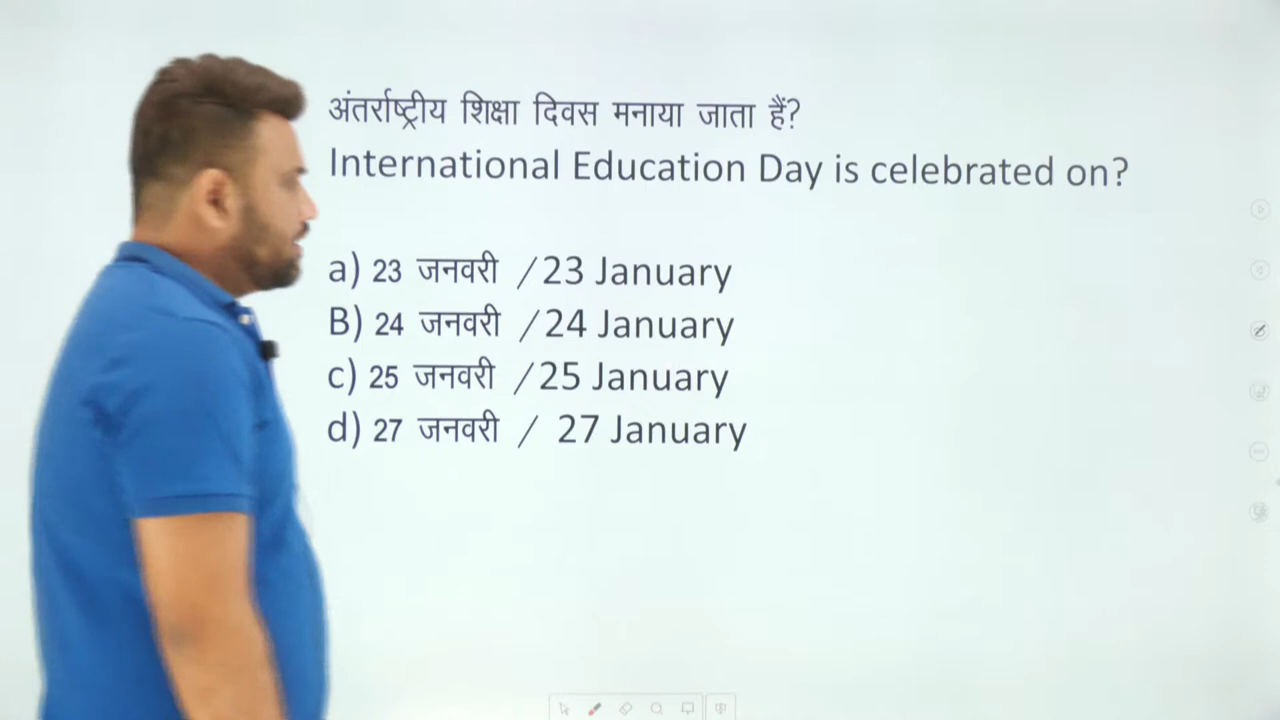 अंतर्राष्ट्रीय शिक्षा दिवस मनाया जाता हैं?
International Education Day is celebrated on?
a) 23 जनवरी / 23 January
B) 24 जनवरी / 24 January
c) 25 जनवरी / 25 January
d) 27 जनवरी / 27 January